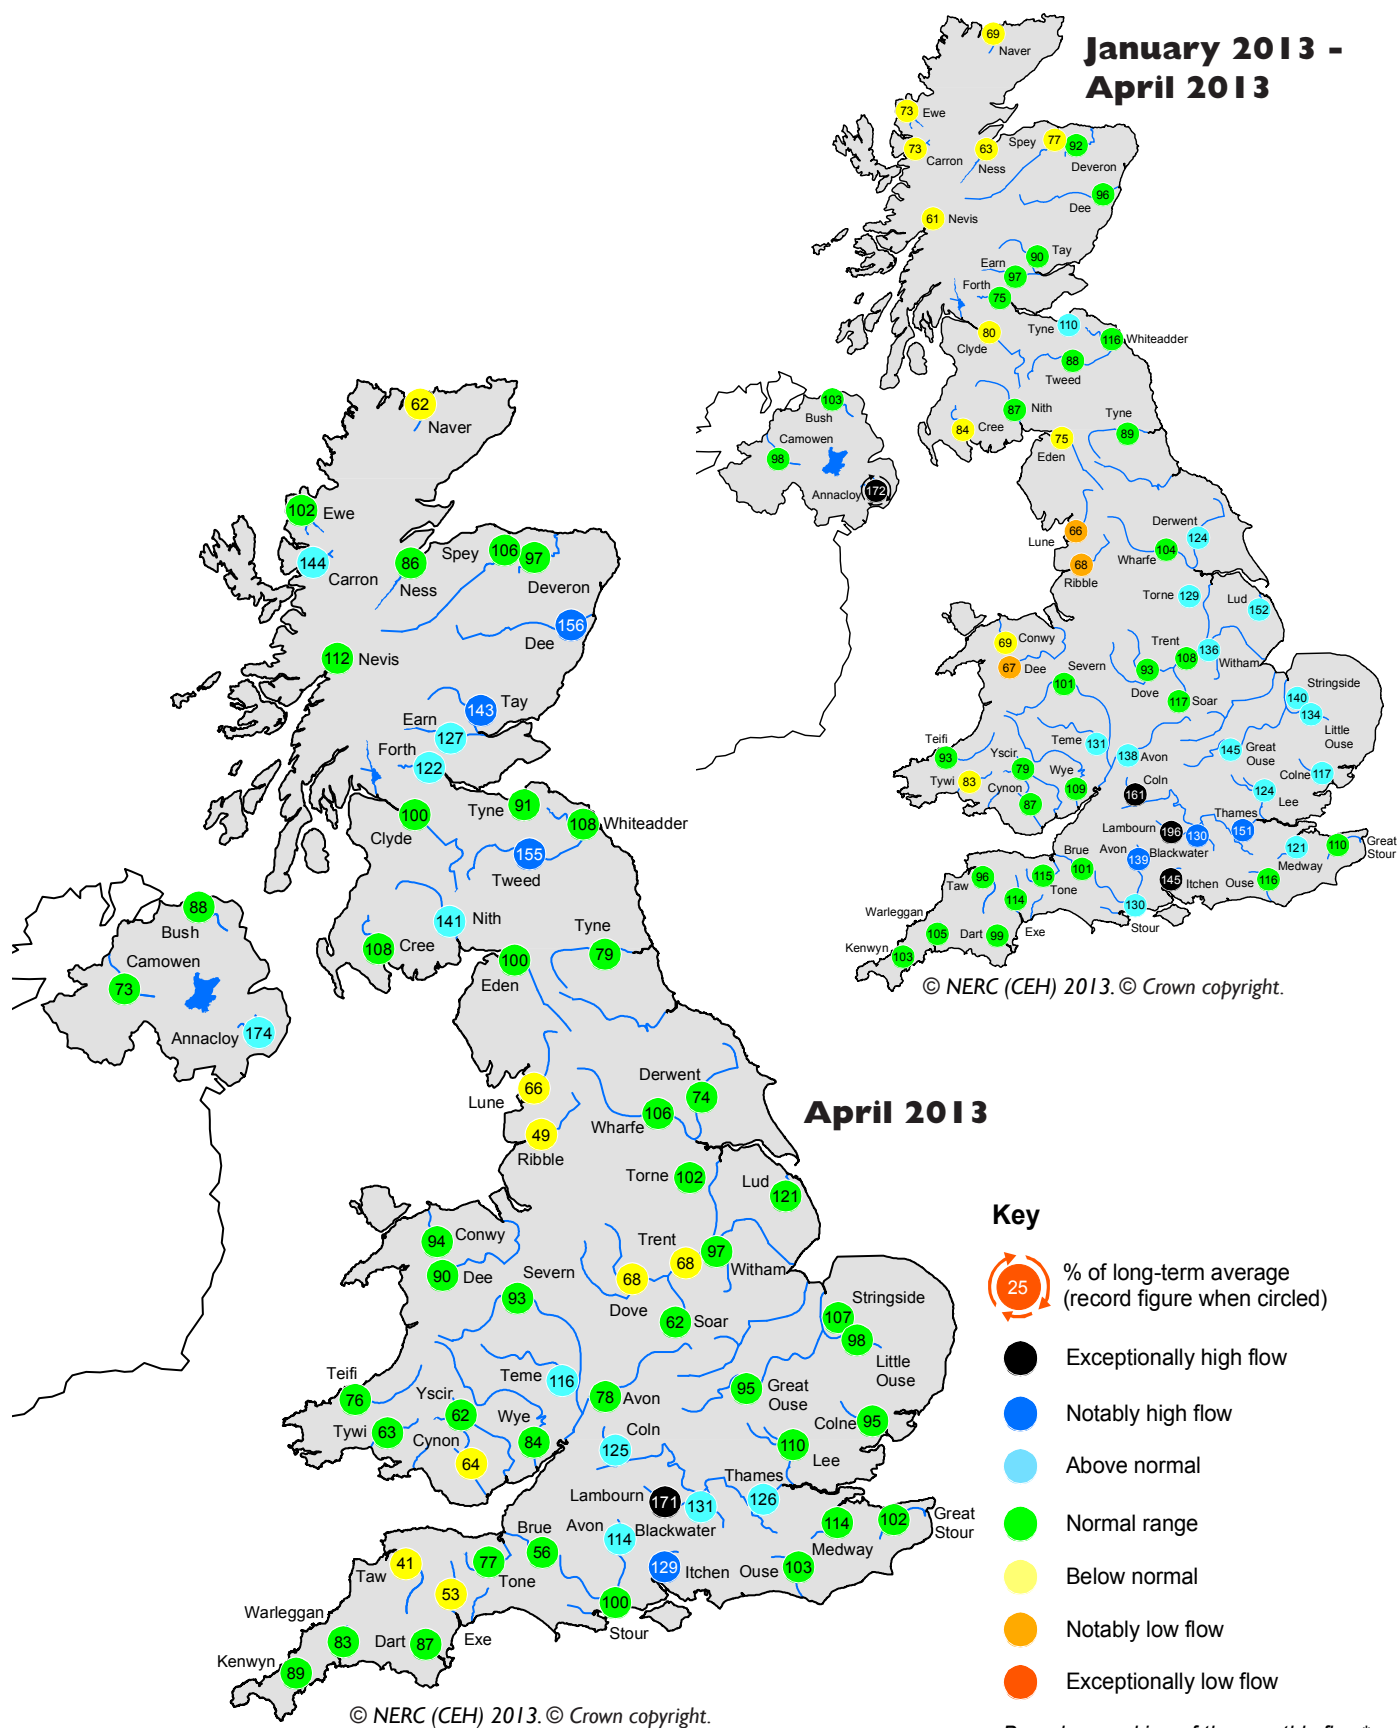 January 2013 -
April 2013
69
Naver
73
Ewe
73
Carron
63
Ness
Spey
77
92
Deveron
96
Dee
61
Nevis
90
Tay
Earn
97
Forth
75
80
Clyde
Tyne
110
116
Whiteadder
88
Tweed
87
Nith
84
Cree
Tyne
89
75
Eden
103
Bush
Camowen
98
Annacloy
172
66
Lune
68
Ribble
Derwent
124
Wharfe
104
Torne
129
Lud
152
69
Conwy
67
Dee
Severn
101
Trent
108
136
Witham
93
Dove
117
Soar
Stringside
140
134
Little
Ouse
Teifi
93
Tywi
83
Yscir
79
Cynon
87
Wye
109
Teme
131
138
Avon
145
Great
Ouse
Colne
117
Coln
161
124
Lee
Thames
151
Lambourn
196
130
Blackwater
Avon
139
121
Medway
110
Great
Stour
Brue
101
145
Itchen
Ouse
116
Taw
96
115
Tone
114
Exe
130
Stour
Warleggan
105
Dart
99
Kenwyn
103
© NERC (CEH) 2013. © Crown copyright.
62
Naver
102
Ewe
144
Carron
86
Ness
Spey
106
97
Deveron
156
Dee
112
Nevis
143
Tay
Earn
127
Forth
122
100
Clyde
Tyne
91
108
Whiteadder
155
Tweed
141
Nith
108
Cree
Tyne
79
100
Eden
88
Bush
Camowen
73
Annacloy
174
66
Lune
49
Ribble
Derwent
74
Wharfe
106
April 2013
Torne
102
Lud
121
94
Conwy
90
Dee
Severn
93
Trent
68
97
Witham
68
Dove
62
Soar
Stringside
107
98
Little
Ouse
Teifi
76
Tywi
63
Yscir
62
Cynon
64
Wye
84
Teme
116
78
Avon
95
Great
Ouse
Colne
95
Coln
125
110
Lee
Thames
126
Lambourn
171
131
Blackwater
Avon
114
114
Medway
102
Great
Stour
Brue
56
129
Itchen
Ouse
103
Taw
41
77
Tone
53
Exe
100
Stour
Warleggan
83
Dart
87
Kenwyn
89
© NERC (CEH) 2013. © Crown copyright.
Key
25
% of long-term average
(record figure when circled)
Exceptionally high flow
Notably high flow
Above normal
Normal range
Below normal
Notably low flow
Exceptionally low flow